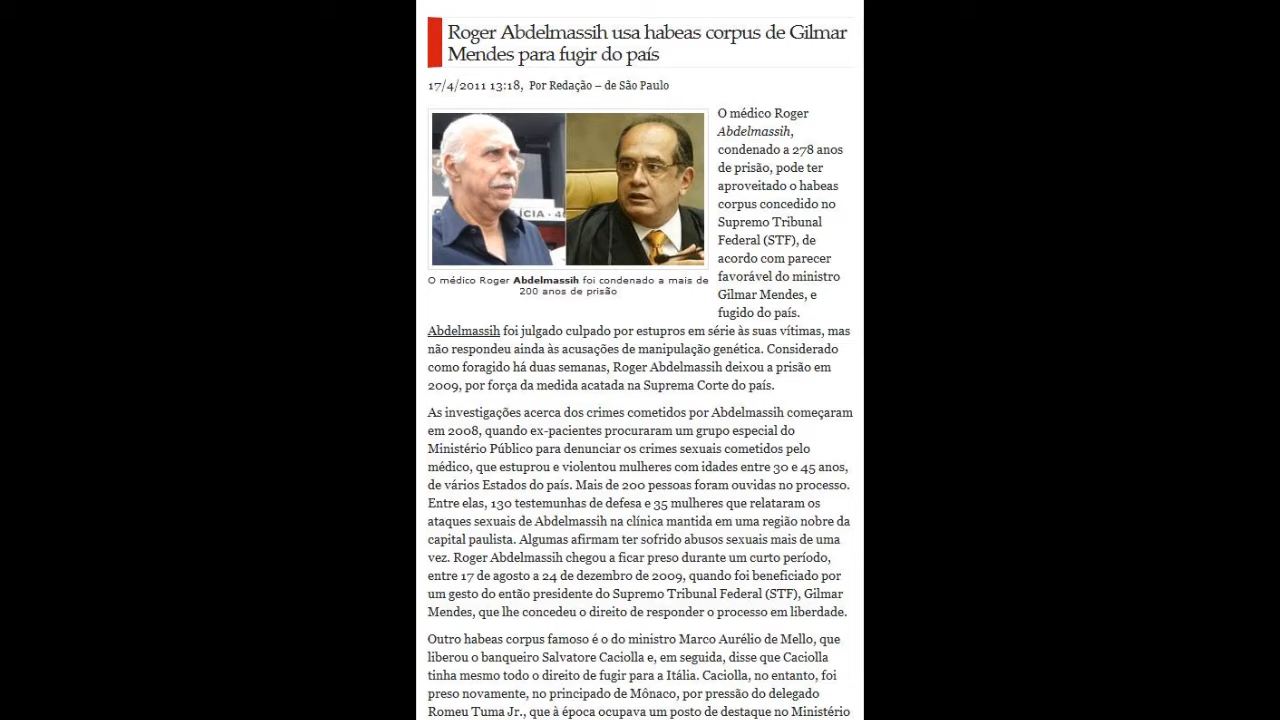 Roger Abdelmassih usa habeas corpus de Gilmar
Mendes para fugir do país
17/4/2011 13:18, Por Redação – de São Paulo
CÍA - 4
O médico Roger Abdelmassih foi condenado a mais de
200 anos de prisão
O médico Roger
Abdelmassih,
condenado a 278 anos
de prisão, pode ter
aproveitado o habeas
corpus concedido no
Supremo Tribunal
Federal (STF), de
acordo com parecer
favorável do ministro
Gilmar Mendes, e
fugido do país.
Abdelmassih foi julgado culpado por estupros em série às suas vítimas, mas
não respondeu ainda às acusações de manipulação genética. Considerado
como foragido há duas semanas, Roger Abdelmassih deixou a prisão em
2009, por força da medida acatada na Suprema Corte do país.
As investigações acerca dos crimes cometidos por Abdelmassih começaram
em 2008, quando ex-pacientes procuraram um grupo especial do
Ministério Público para denunciar os crimes sexuais cometidos pelo
médico, que estuprou e violentou mulheres com idades entre 30 e 45 anos,
de vários Estados do país. Mais de 200 pessoas foram ouvidas no processo.
Entre elas, 130 testemunhas de defesa e 35 mulheres que relataram os
ataques sexuais de Abdelmassih na clínica mantida em uma região nobre da
capital paulista. Algumas afirmam ter sofrido abusos sexuais mais de uma
vez. Roger Abdelmassih chegou a ficar preso durante um curto período,
entre 17 de agosto a 24 de dezembro de 2009, quando foi beneficiado por
um gesto do então presidente do Supremo Tribunal Federal (STF), Gilmar
Mendes, que lhe concedeu o direito de responder o processo em liberdade.
Outro habeas corpus famoso é o do ministro Marco Aurélio de Mello, que
liberou o banqueiro Salvatore Caciolla e, em seguida, disse que Caciolla
tinha mesmo todo o direito de fugir para a Itália. Caciolla, no entanto, foi
preso novamente, no principado de Mônaco, por pressão do delegado
Romeu Tuma Jr., que à época ocupava um posto de destaque no Ministério